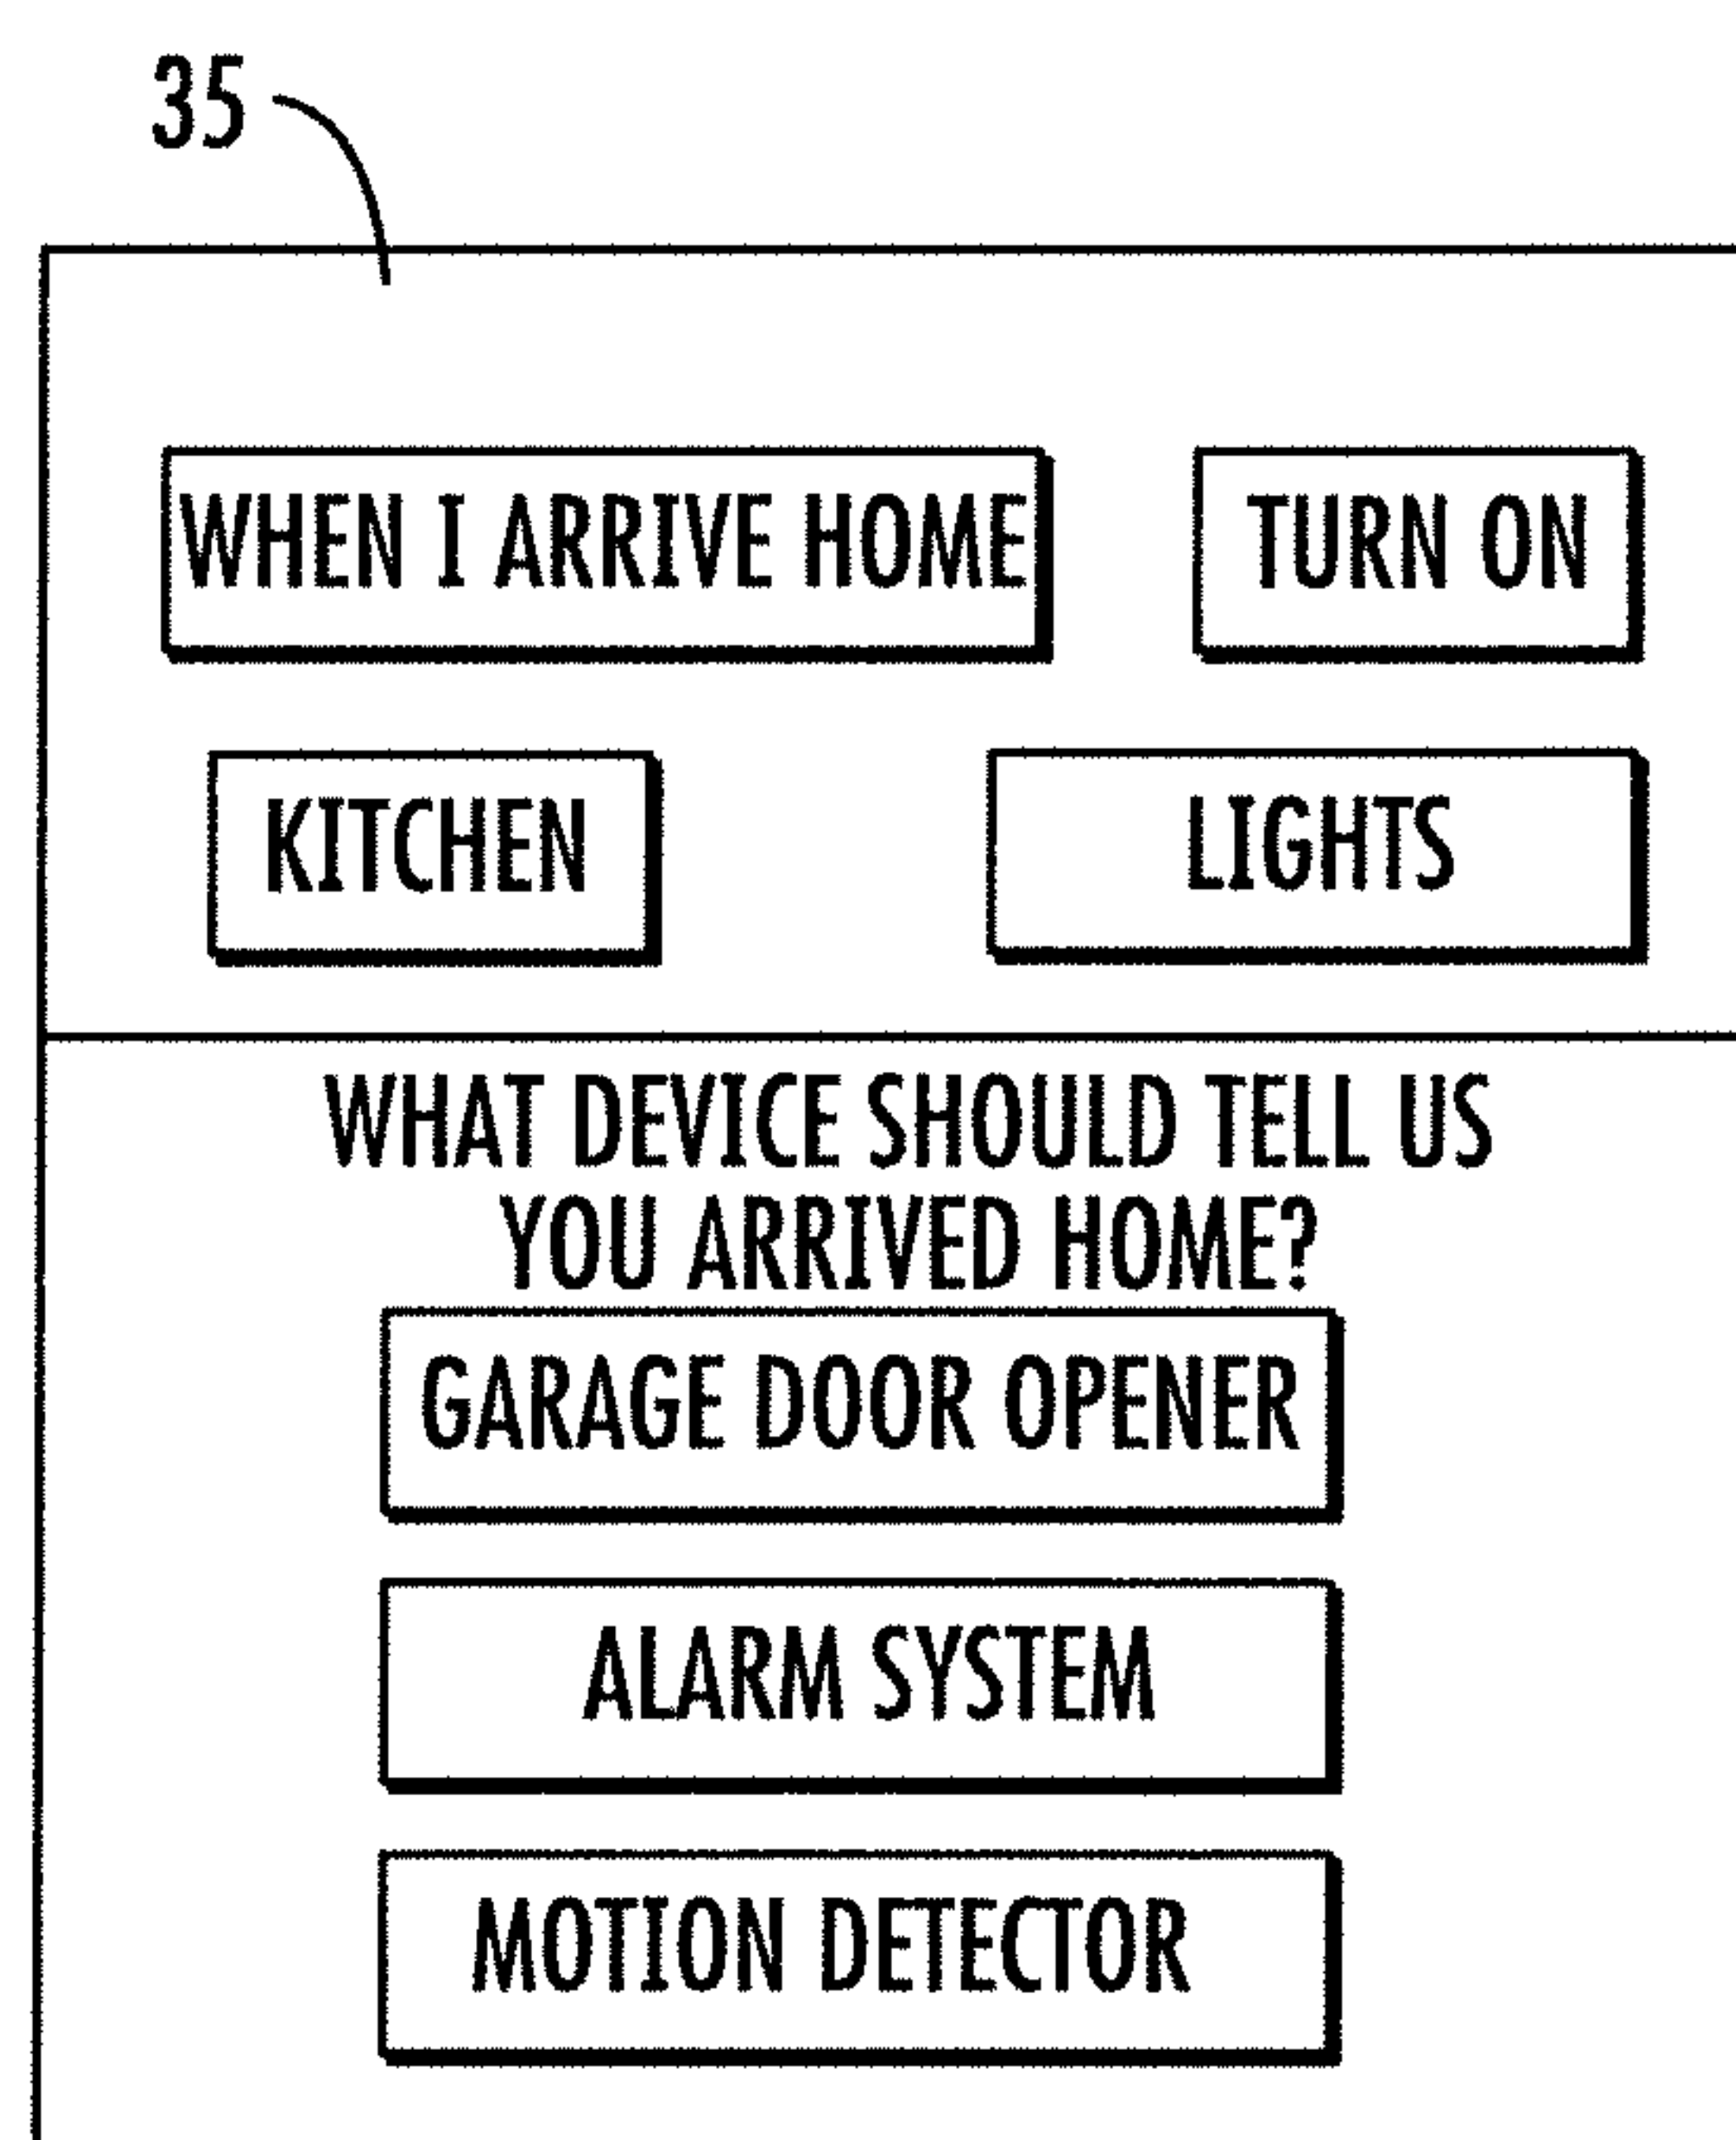 35
WHEN I ARRIVE HOME TURN ON
KITCHEN LIGHTS
WHAT DEVICE SHOULD TELL US
YOU ARRIVED HOME?
GARAGE DOOR OPENER
ALARM SYSTEM
MOTION DETECTOR